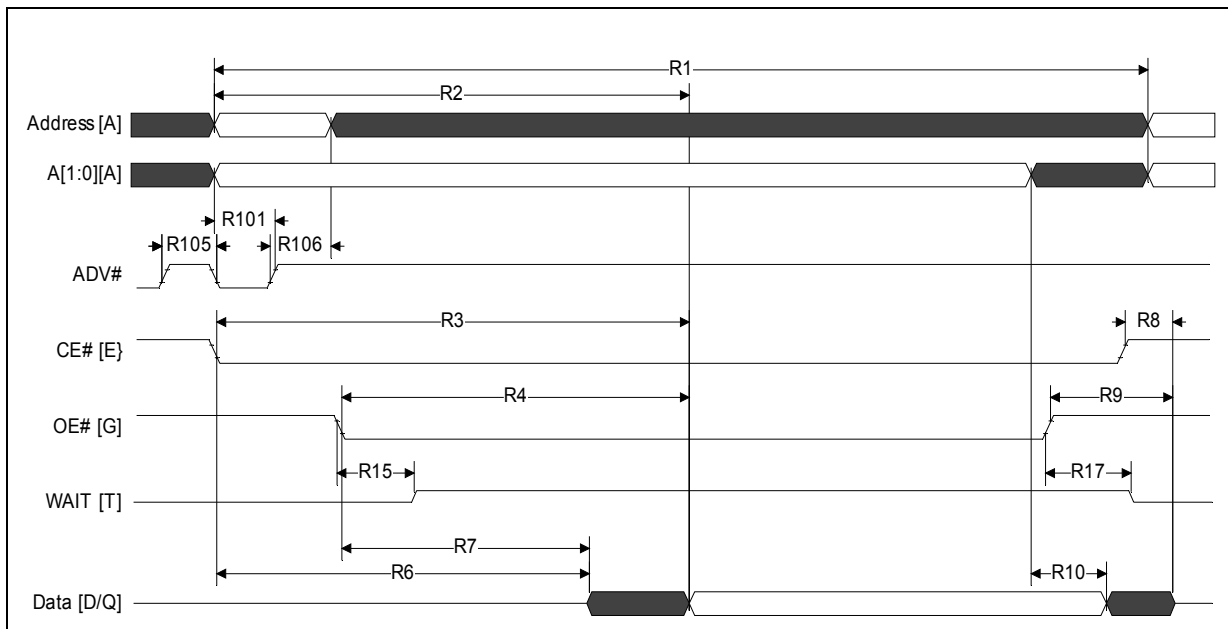 R1
R2
Address [A]
A[1:0][A]
R101
R105
R106
ADV#
R3
R8
CE# [E}
R4
R9
OE# [G]
R15
R17
WAIT [T]
R7
R6
R10
Data [D/Q]